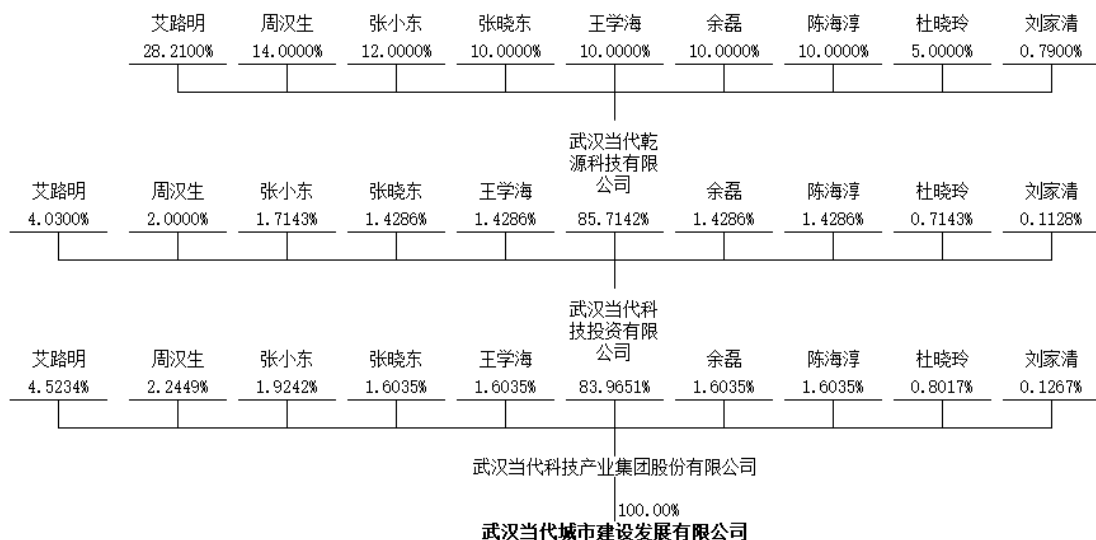 艾路明 周汉生 张小东 张晓东 王学海 余磊 陈海淳 杜晓玲 刘家清
28.2100% 14.0000% 12.0000% 10.0000% 10.0000% 10.0000% 10.0000% 5.0000% 0.7900%
武汉当代乾
源科技有限
公司
艾路明 周汉生 张小东 张晓东 王学海 余磊 陈海淳 杜晓玲 刘家清
4.0300% 2.0000% 1.7143% 1.4286% 1.4286% 85.7142% 1.4286% 1.4286% 0.7143% 0.1128%
武汉当代科
技投资有限
公司
艾路明 周汉生 张小东 张晓东 王学海 余磊 陈海淳 杜晓玲 刘家清
4.5234% 2.2449% 1.9242% 1.6035% 1.6035% 83.9651% 1.6035% 1.6035% 0.8017% 0.1267%
武汉当代科技产业集团股份有限公司
100.00%
武汉当代城市建设发展有限公司